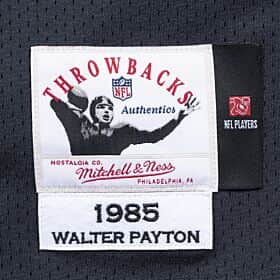 THROWBACKS
NFL
Authentics
NOSTALGIA CO.
Mitchell & Ness
PHILADELPHIA, PA
NFL PLAYERS
1985
WALTER PAYTON